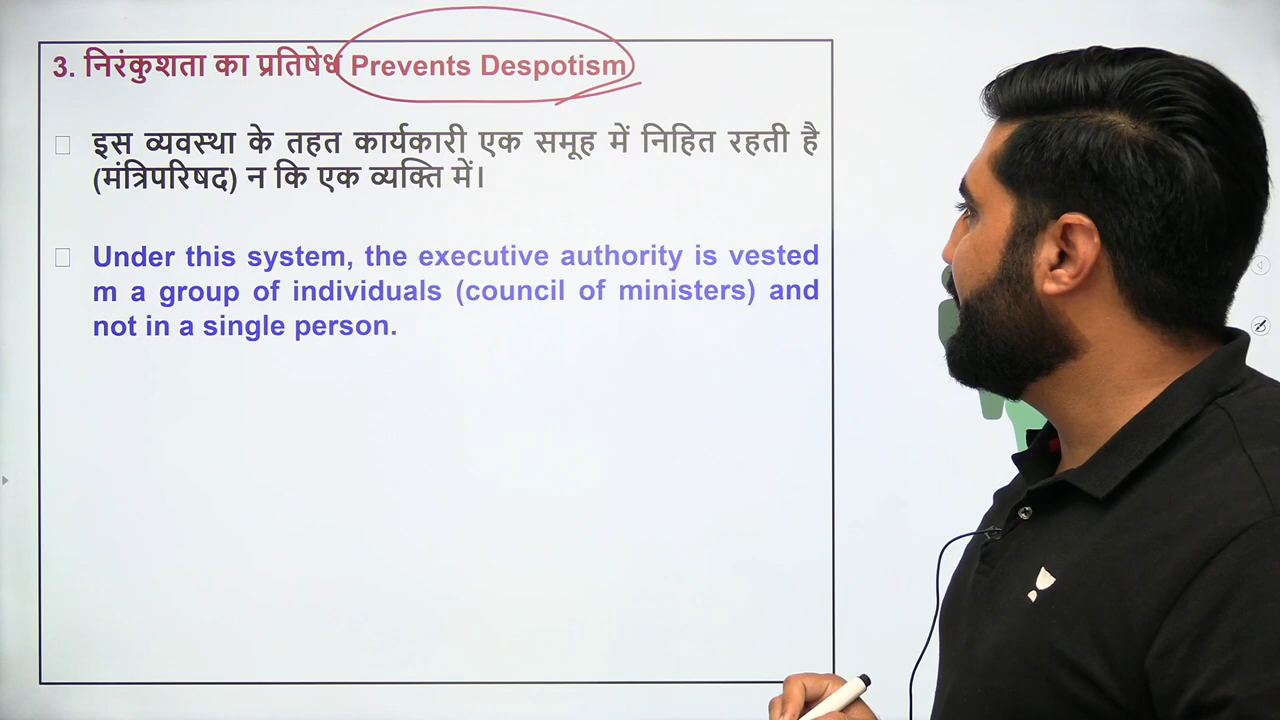 3. निरंकुशता का प्रतिषेध Prevents Despotism
इस व्यवस्था के तहत कार्यकारी एक समूह में निहित रहती है
(मंत्रिपरिषद) न कि एक व्यक्ति में।
Under this system, the executive authority is vested
m a group of individuals (council of ministers) and
not in a single person.